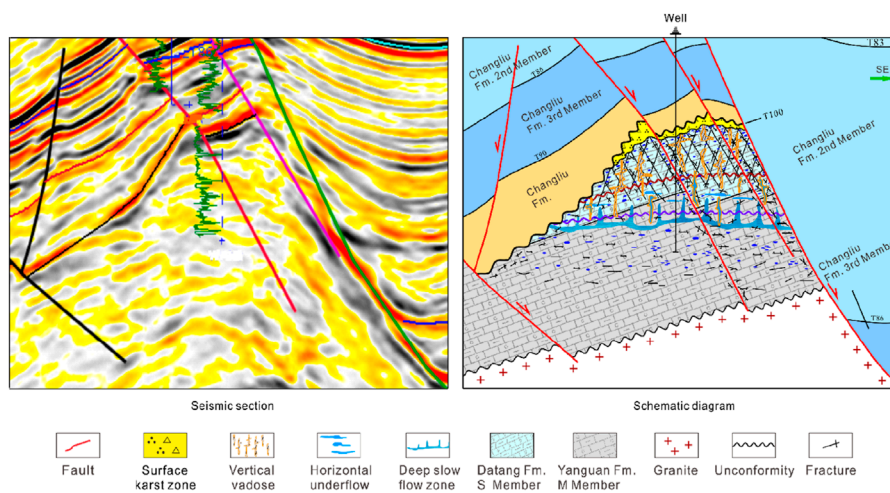 Well
Changliu
Fm. 2nd Member
T86
T83
SE
Changliu
Fm. 3rd Member
T90
T100
Changliu
Fm. 2nd Member
Changliu
Fm.
Changliu
Fm. 3rd Member
T86
Seismic section
Schematic diagram
Fault
Surface
karst zone
Vertical
vadose
Horizontal
underflow
Deep slow
flow zone
Datang Fm.
S Member
Yanguan Fm.
M Member
Granite
Unconformity
Fracture